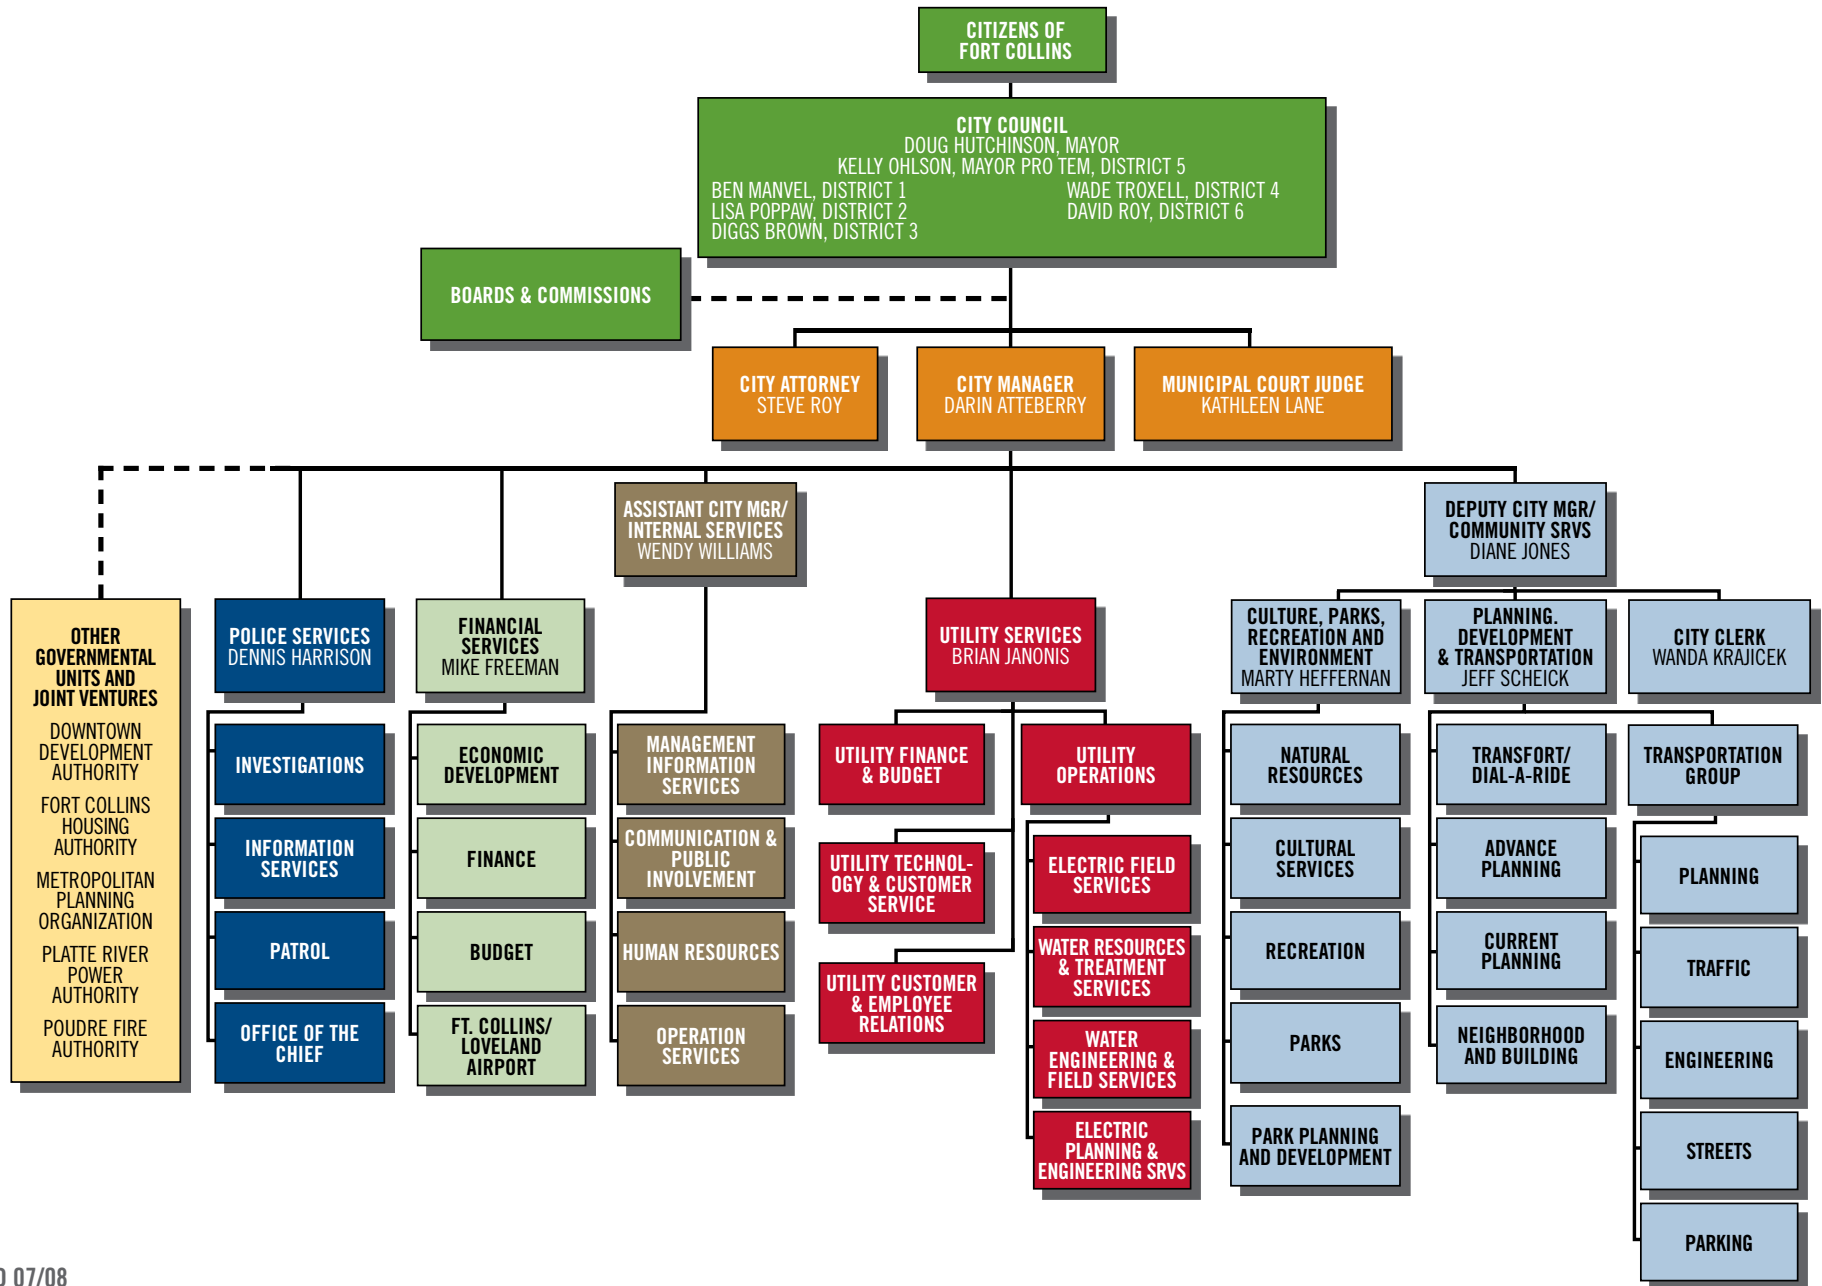 CITIZENS OF
FORT COLLINS
CITY COUNCIL
DOUG HUTCHINSON, MAYOR
KELLY OHLSON, MAYOR PRO TEM, DISTRICT 5
BEN MANVEL, DISTRICT 1
LISA POPPAW, DISTRICT 2
DIGGS BROWN, DISTRICT 3
WADE TROXELL, DISTRICT 4
DAVID ROY, DISTRICT 6
BOARDS & COMMISSIONS
CITY ATTORNEY
STEVE ROY
CITY MANAGER
DARIN ATTEBERRY
MUNICIPAL COURT JUDGE
KATHLEEN LANE
ASSISTANT CITY MGR/
INTERNAL SERVICES
WENDY WILLIAMS
DEPUTY CITY MGR/
COMMUNITY SRVS
DIANE JONES
OTHER
GOVERNMENTAL
UNITS AND
JOINT VENTURES
DOWNTOWN
DEVELOPMENT
AUTHORITY
FORT COLLINS
HOUSING
AUTHORITY
METROPOLITAN
PLANNING
ORGANIZATION
PLATTE RIVER
POWER
AUTHORITY
POUDRE FIRE
AUTHORITY
POLICE SERVICES
DENNIS HARRISON
INVESTIGATIONS
INFORMATION
SERVICES
PATROL
OFFICE OF THE
CHIEF
FINANCIAL
SERVICES
MIKE FREEMAN
ECONOMIC
DEVELOPMENT
FINANCE
BUDGET
FT. COLLINS/
LOVELAND
AIRPORT
MANAGEMENT
INFORMATION
SERVICES
COMMUNICATION &
PUBLIC
INVOLVEMENT
HUMAN RESOURCES
OPERATION
SERVICES
UTILITY SERVICES
BRIAN JANONIS
UTILITY FINANCE
& BUDGET
UTILITY TECHNOL-
OGY & CUSTOMER
SERVICE
UTILITY CUSTOMER
& EMPLOYEE
RELATIONS
UTILITY
OPERATIONS
ELECTRIC FIELD
SERVICES
WATER RESOURCES
& TREATMENT
SERVICES
WATER
ENGINEERING &
FIELD SERVICES
ELECTRIC
PLANNING &
ENGINEERING SRVS
CULTURE, PARKS,
RECREATION AND
ENVIRONMENT
MARTY HEFFERNAN
NATURAL
RESOURCES
CULTURAL
SERVICES
RECREATION
PARKS
PARK PLANNING
AND DEVELOPMENT
PLANNING.
DEVELOPMENT
& TRANSPORTATION
JEFF SCHEICK
TRANSFORT/
DIAL-A-RIDE
ADVANCE
PLANNING
CURRENT
PLANNING
NEIGHBORHOOD
AND BUILDING
CITY CLERK
WANDA KRAJICEK
TRANSPORTATION
GROUP
PLANNING
TRAFFIC
ENGINEERING
STREETS
PARKING
07/08